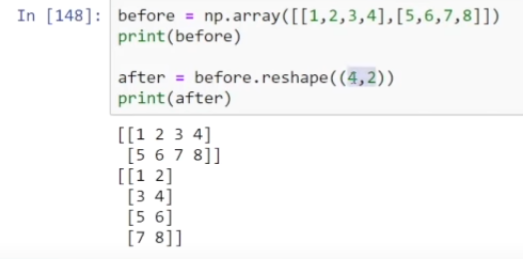 In [148]: before = np.array([[1,2,3,4],[5,6,7,8]])
print(before)
after = before.reshape((4,2))
print(after)
[[1 2 3 4]
[5 6 7 8]]
[[1 2]
[3 4]
[5 6]
[7 8]]